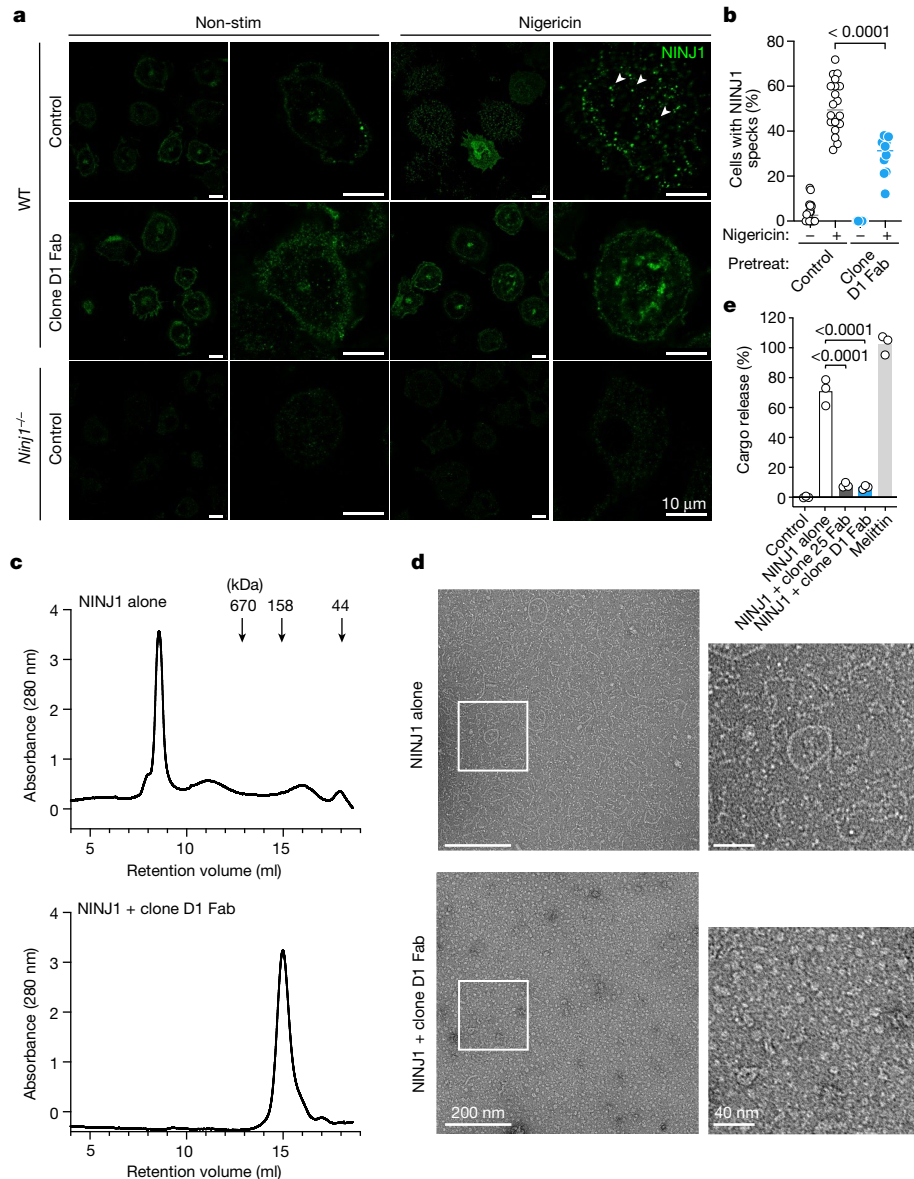 a
Non-stim
Nigericin
NINJ1
WT
Control
Clone D1 Fab
Ninj1–/–
Control
10 μm
b
< 0.0001
Cells with NINJ1
specks (%)
80
60
40
20
0
Nigericin: – + – +
Pretreat:
Control
Clone
D1 Fab
e
Cargo release (%)
120
100
80
60
40
20
0
<0.0001
<0.0001
Control
NINJ1 alone
NINJ1 + clone 25 Fab
NINJ1 + clone D1 Fab
Melittin
c
NINJ1 alone
(kDa)
670 158 44
Absorbance (280 nm)
4
3
2
1
0
5 10 15
Retention volume (ml)
NINJ1 + clone D1 Fab
Absorbance (280 nm)
4
3
2
1
0
5 10 15
Retention volume (ml)
d
NINJ1 alone
NINJ1 + clone D1 Fab
200 nm
40 nm